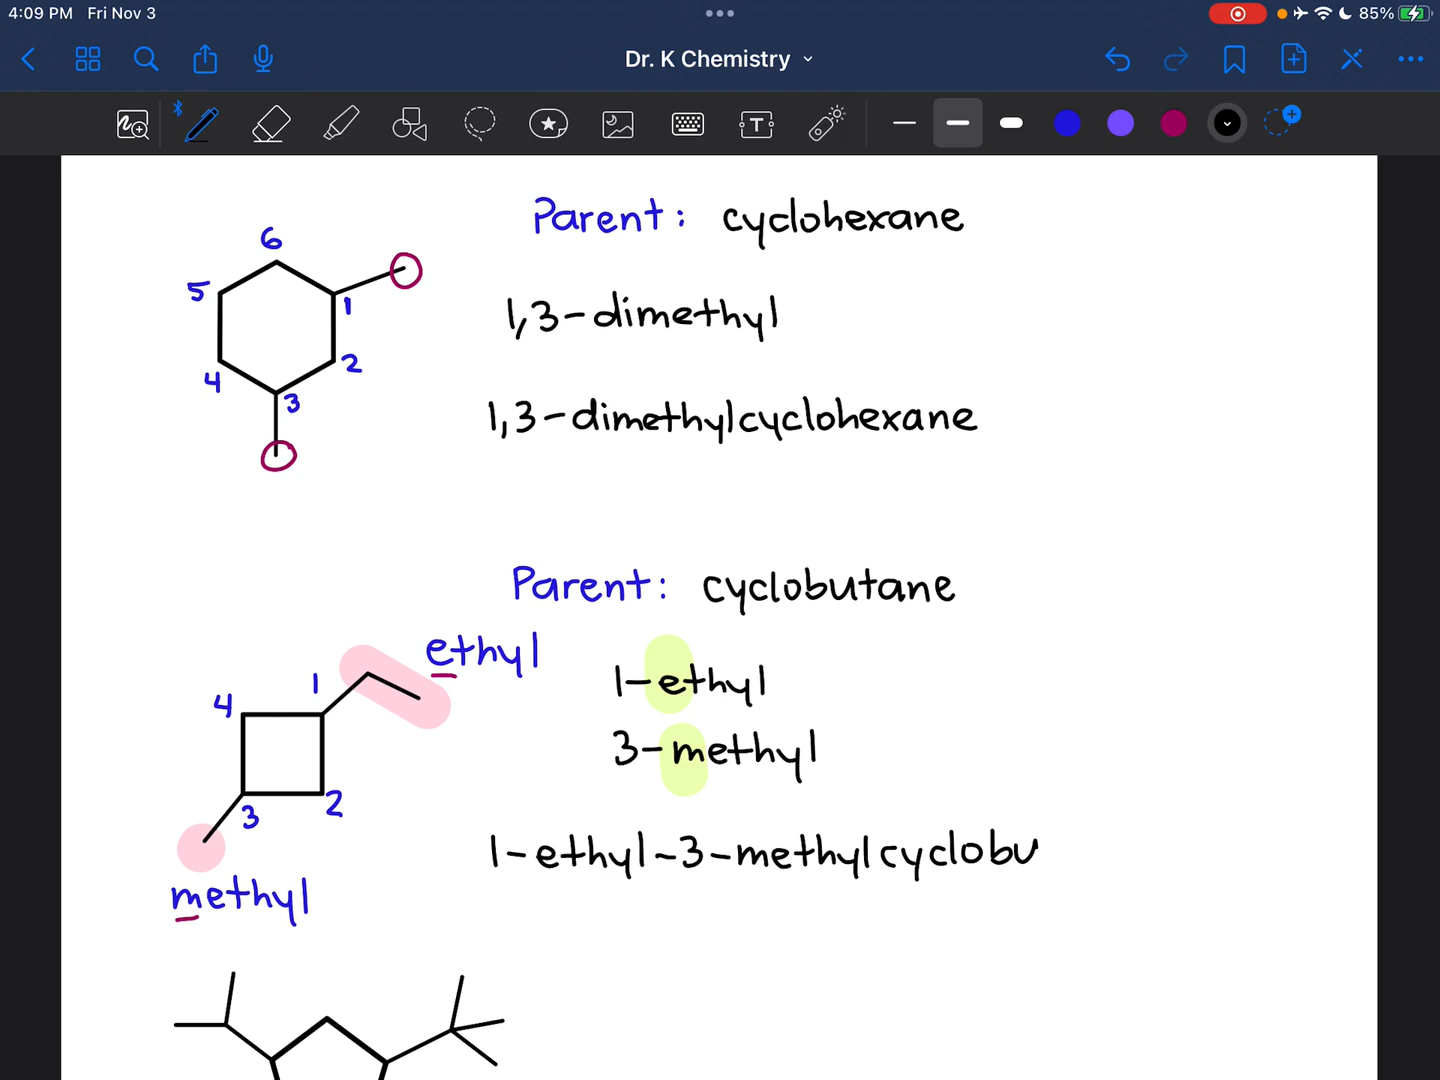 4:09 PM Fri Nov 3
85%
Dr. K Chemistry
T
Parent: cyclohexane
6
5
1
1,3-dimethyl
4
2
3
1,3-dimethylcyclohexane
Parent: cyclobutane
ethyl
1-ethyl
1
4
3-methyl
3
2
1-ethyl-3-methylcyclobu
methyl